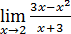 lim x→2 3x−x² / x+3